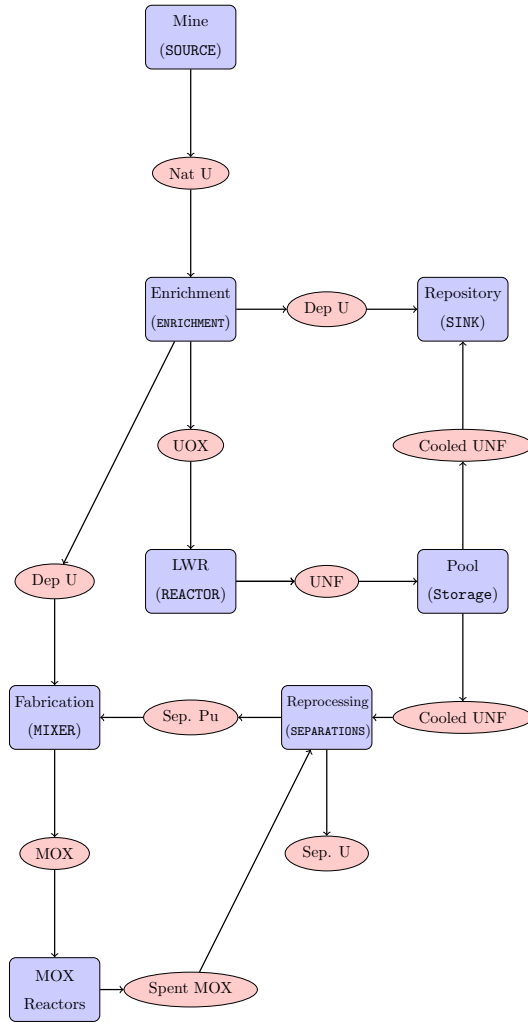 Mine
(SOURCE)
Nat U
Enrichment
(ENRICHMENT)
Dep U
Repository
(SINK)
UOX
Cooled UNF
Dep U
LWR
(REACTOR)
UNF
Pool
(Storage)
Fabrication
(MIXER)
Sep. Pu
Reprocessing
(SEPARATIONS)
Cooled UNF
MOX
Sep. U
MOX
Reactors
Spent MOX